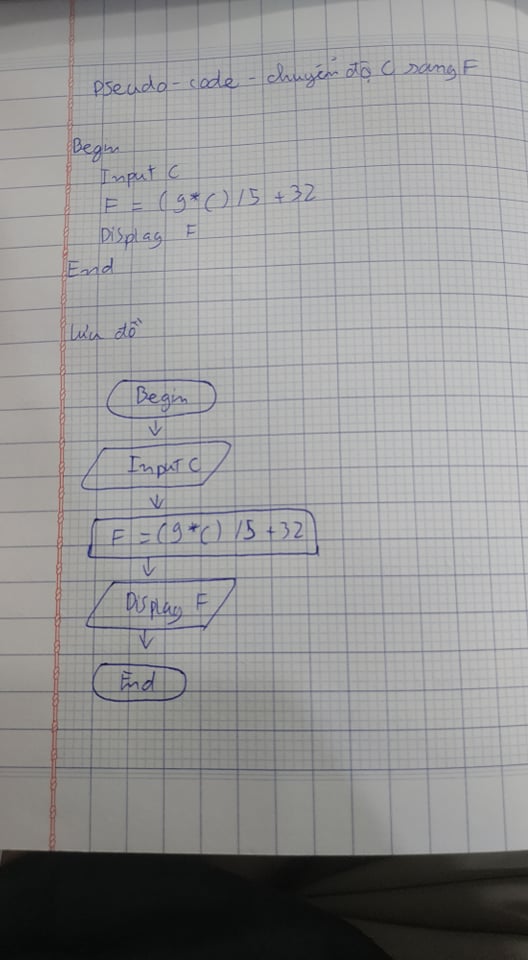 Pseudo-code - chuyển độ C sang F
Begin
Input C
F = (9*C)/5 +32
Display F
End
Lưu đồ
Begin
Input C
F = (9*C)/5 +32
Display F
End